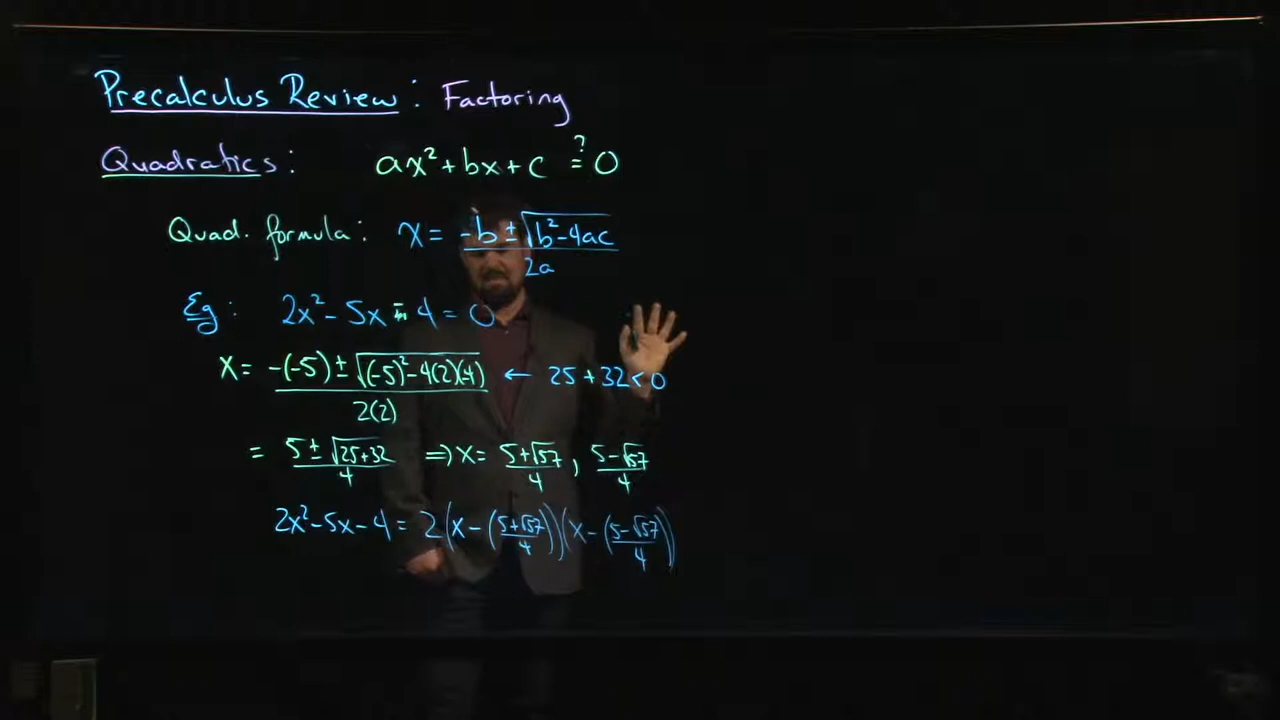 Precalculus Review: Factoring
Quadratics: ax² + bx + c ≟ 0
Quad. formula: x = (-b ± √(b² - 4ac)) / 2a
Eg: 2x² - 5x - 4 = 0
x = (-(-5) ± √((-5)² - 4(2)(-4))) / 2(2) ← 25 + 32 < 0
= (5 ± √(25+32)) / 4 ⇒ x = (5+√57)/4, (5-√57)/4
2x² - 5x - 4 = 2(x - ((5+√57)/4))(x - ((5-√57)/4))